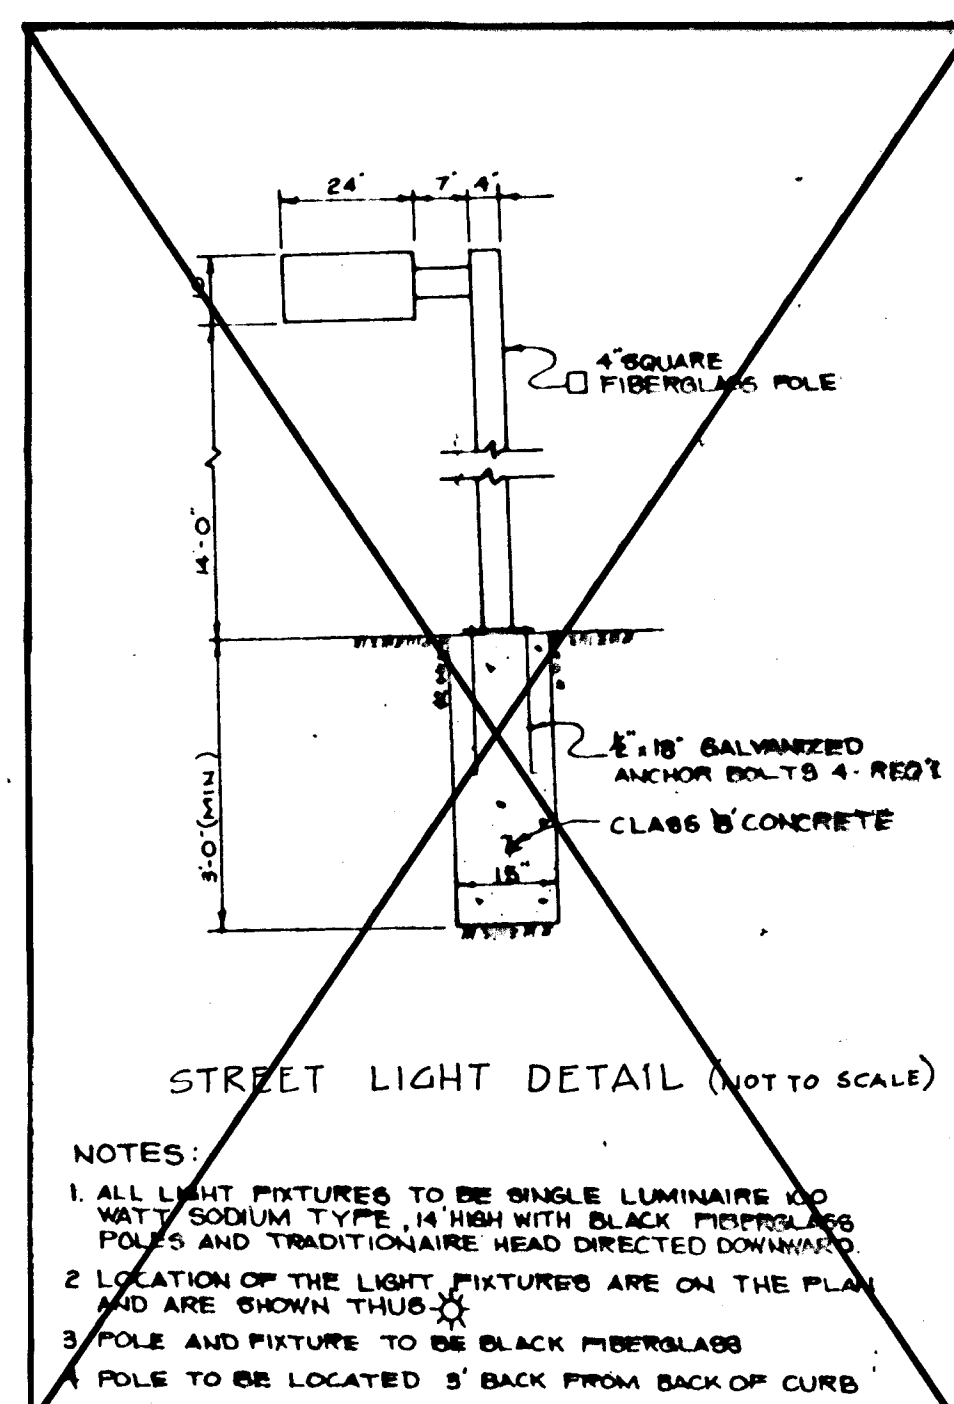 24" 7" 4"
4" SQUARE
FIBERGLASS POLE
14'-0"
½" x 18" GALVANIZED
ANCHOR BOLTS 4- REQ'D
3'-0" (MIN)
CLASS 'B' CONCRETE
STREET LIGHT DETAIL (NOT TO SCALE)
NOTES:
1. ALL LIGHT FIXTURES TO BE SINGLE LUMINAIRE 100
WATT SODIUM TYPE, 14' HIGH WITH BLACK FIBERGLASS
POLES AND TRADITIONAIRE HEAD DIRECTED DOWNWARD.
2 LOCATION OF THE LIGHT FIXTURES ARE ON THE PLAN
AND ARE SHOWN THUS
3 POLE AND FIXTURE TO BE BLACK FIBERGLASS
4 POLE TO BE LOCATED 3' BACK FROM BACK OF CURB